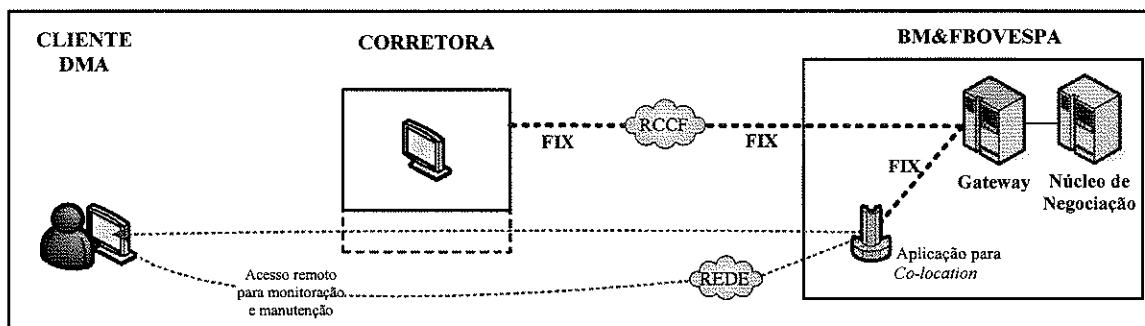 CLIENTE
DMA
CORRETORA
BM&FBOVESPA
FIX
RCCF
FIX
FIX
Gateway
Núcleo de
Negociação
Aplicação para
Co-location
Acesso remoto
para monitoração
e manutenção
REDE